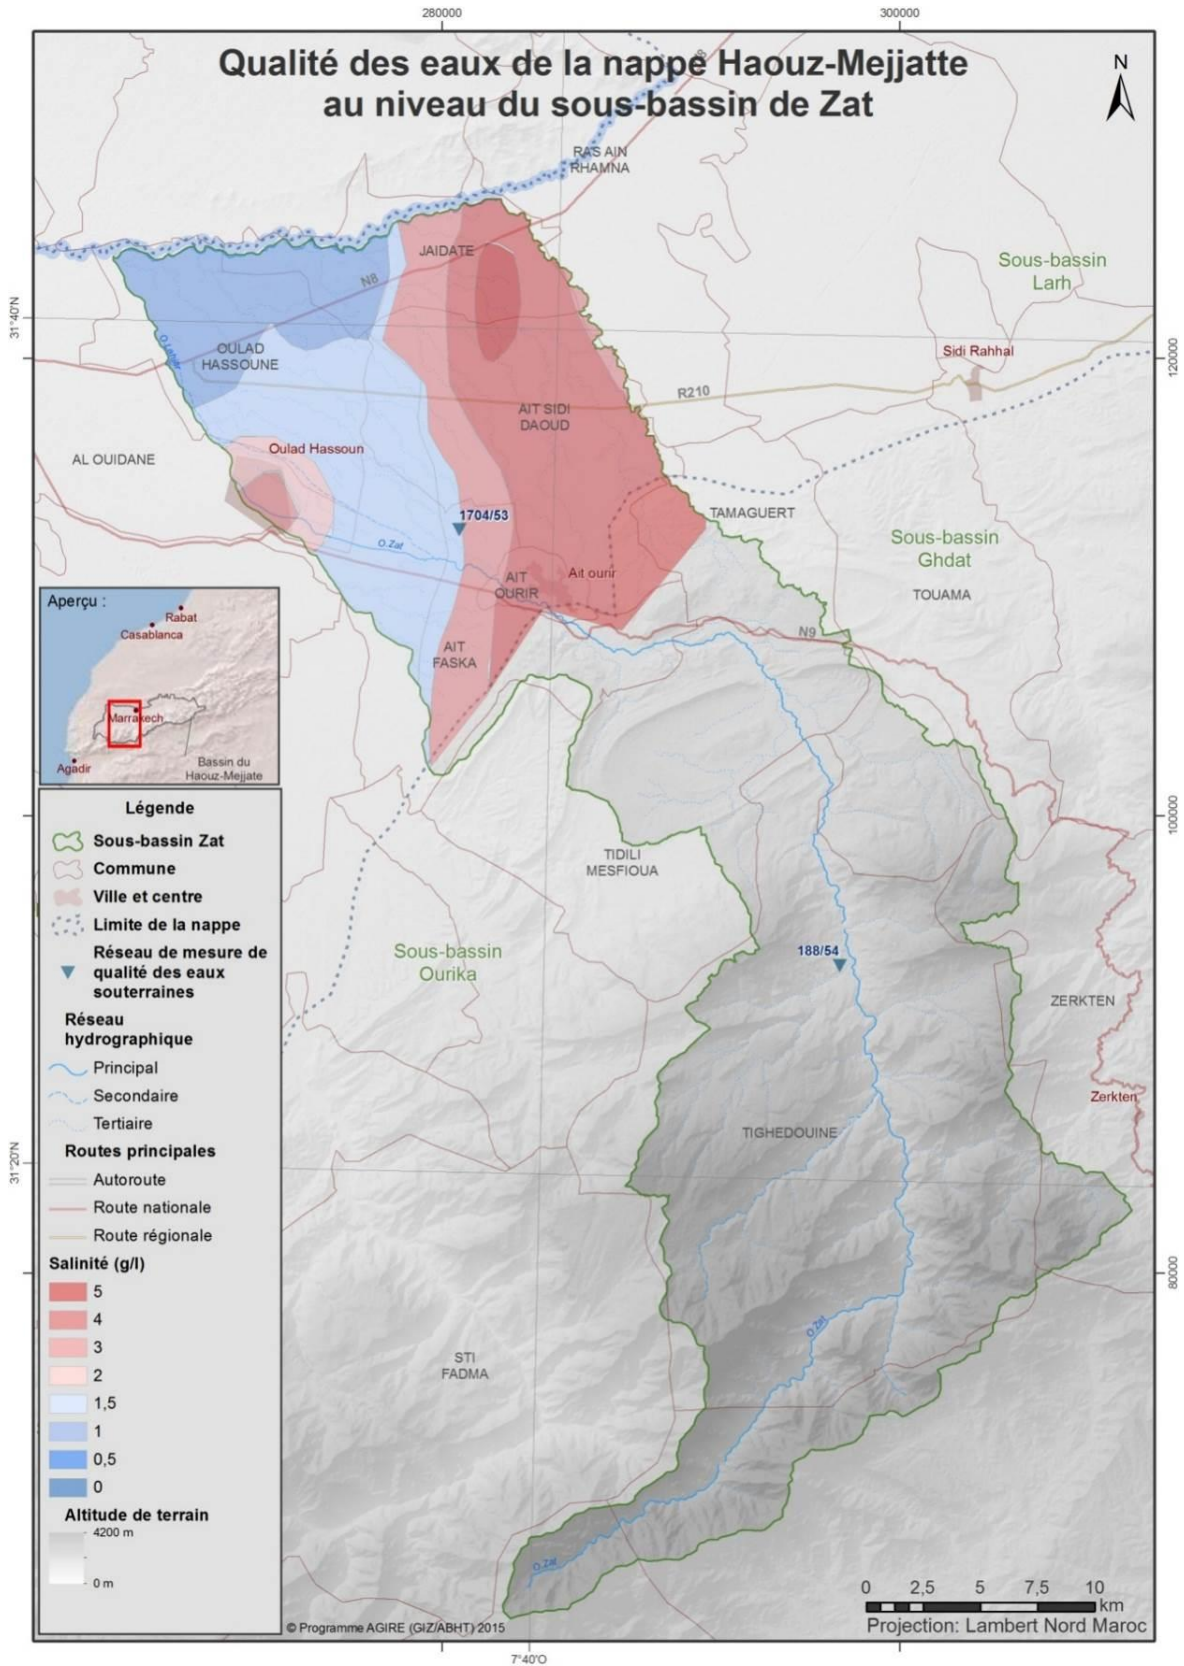 280000
300000
Qualité des eaux de la nappe Haouz-Mejjatte
au niveau du sous-bassin de Zat
N
RAS AIN
RHAMNA
JAIDATE
N8
Sous-bassin
Larh
31°40'N
O.Lahjar
OULAD
HASSOUNE
Sidi Rahhal
120000
R210
AIT SIDI
DAOUD
Oulad Hassoun
AL OUIDANE
1704/53
TAMAGUERT
Sous-bassin
Ghdat
O.Zat
AIT
OURIR
Ait ourir
TOUAMA
N9
AIT
FASKA
Aperçu :
Rabat
Casablanca
Marrakech
Agadir
Bassin du
Haouz-Mejjate
100000
TIDILI
MESFIOUA
Sous-bassin
Ourika
188/54
ZERKTEN
Zerkten
TIGHEDOUINE
31°20'N
80000
O.Zat
STI
FADMA
O.Zat
Légende
Sous-bassin Zat
Commune
Ville et centre
Limite de la nappe
Réseau de mesure de
qualité des eaux
souterraines
Réseau
hydrographique
Principal
Secondaire
Tertiaire
Routes principales
Autoroute
Route nationale
Route régionale
Salinité (g/l)
5
4
3
2
1,5
1
0,5
0
Altitude de terrain
4200 m
0 m
© Programme AGIRE (GIZ/ABHT) 2015
0 2,5 5 7,5 10
km
Projection: Lambert Nord Maroc
7°40'O